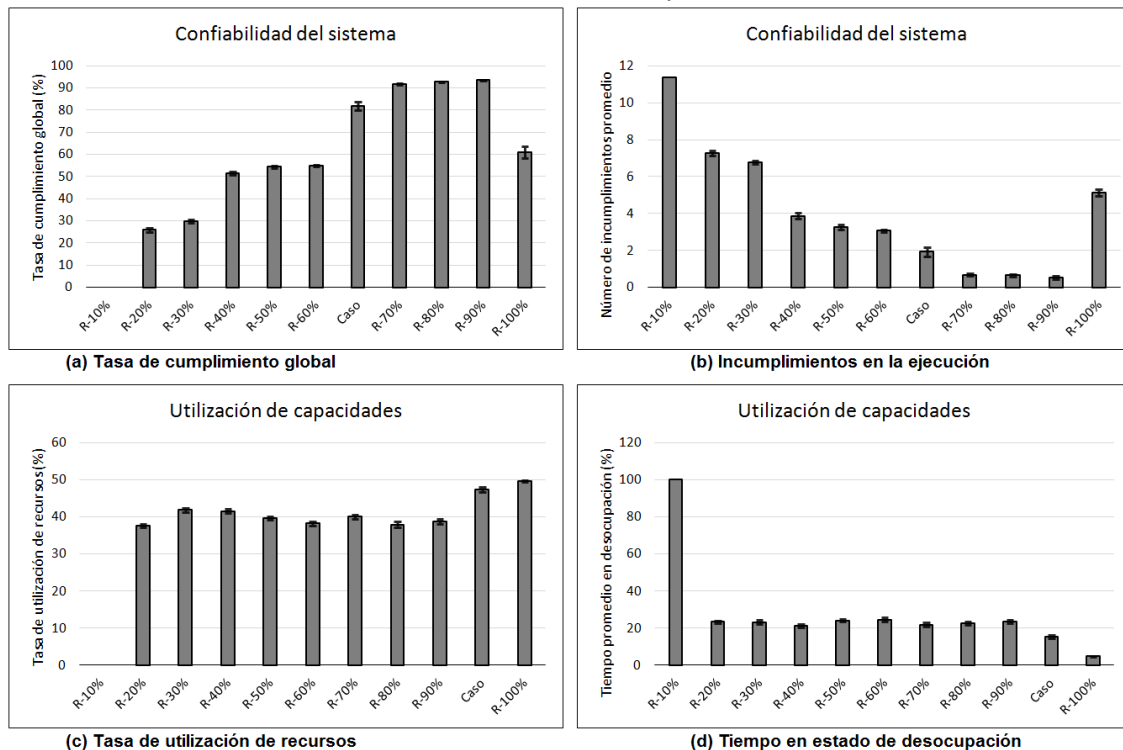 Confiabilidad del sistema
Tasa de cumplimiento global (%)
100
90
80
70
60
50
40
30
20
10
0
R-10%
R-20%
R-30%
R-40%
R-50%
R-60%
Caso
R-70%
R-80%
R-90%
R-100%
(a) Tasa de cumplimiento global
Confiabilidad del sistema
Número de incumplimientos promedio
12
10
8
6
4
2
0
R-10%
R-20%
R-30%
R-40%
R-50%
R-60%
Caso
R-70%
R-80%
R-90%
R-100%
(b) Incumplimientos en la ejecución
Utilización de capacidades
Tasa de utilización de recursos (%)
60
50
40
30
20
10
0
R-10%
R-20%
R-30%
R-40%
R-50%
R-60%
R-70%
R-80%
R-90%
Caso
R-100%
(c) Tasa de utilización de recursos
Utilización de capacidades
Tiempo promedio en desocupación (%)
120
100
80
60
40
20
0
R-10%
R-20%
R-30%
R-40%
R-50%
R-60%
R-70%
R-80%
R-90%
Caso
R-100%
(d) Tiempo en estado de desocupación